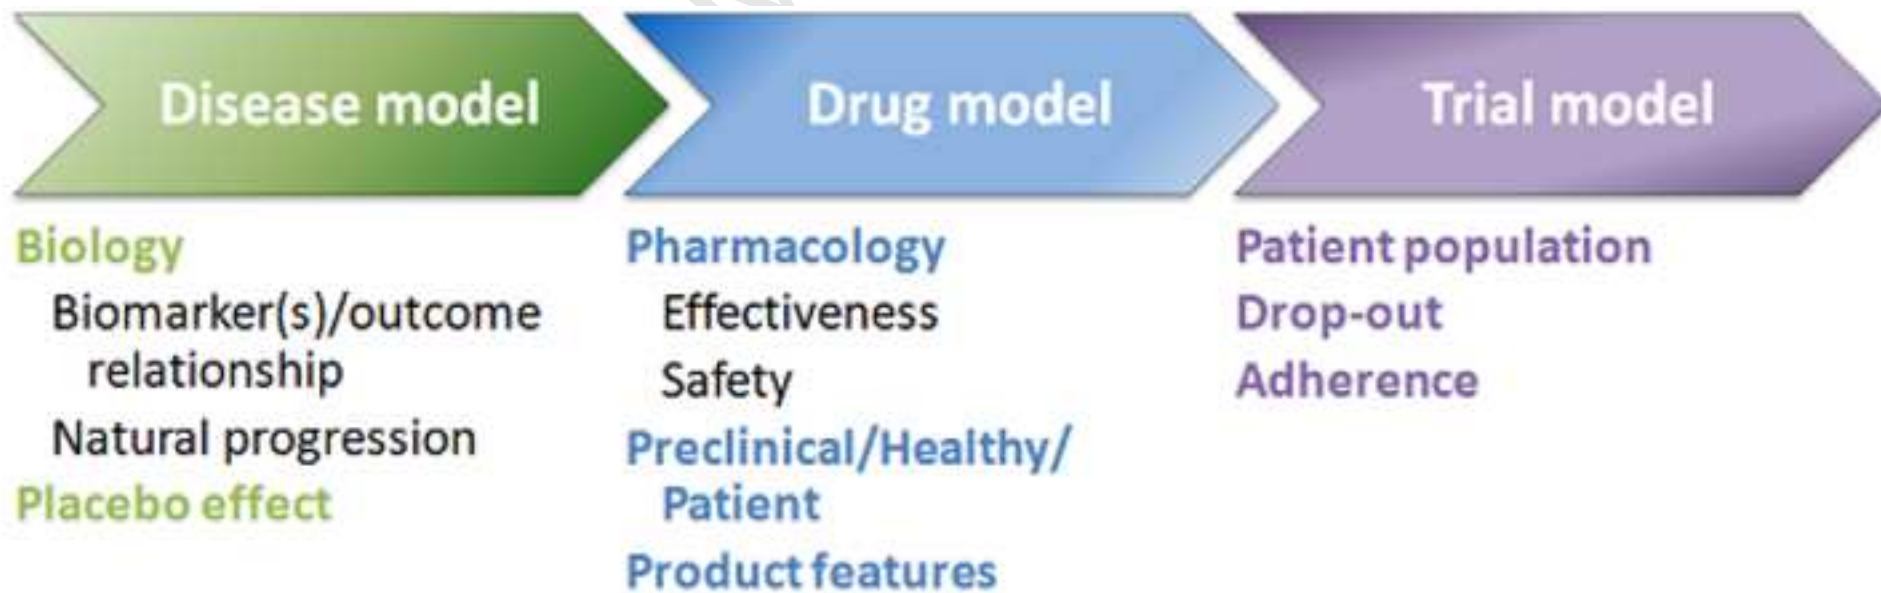 Disease model
Biology
Biomarker(s)/outcome
relationship
Natural progression
Placebo effect
Drug model
Pharmacology
Effectiveness
Safety
Preclinical/Healthy/
Patient
Product features
Trial model
Patient population
Drop-out
Adherence